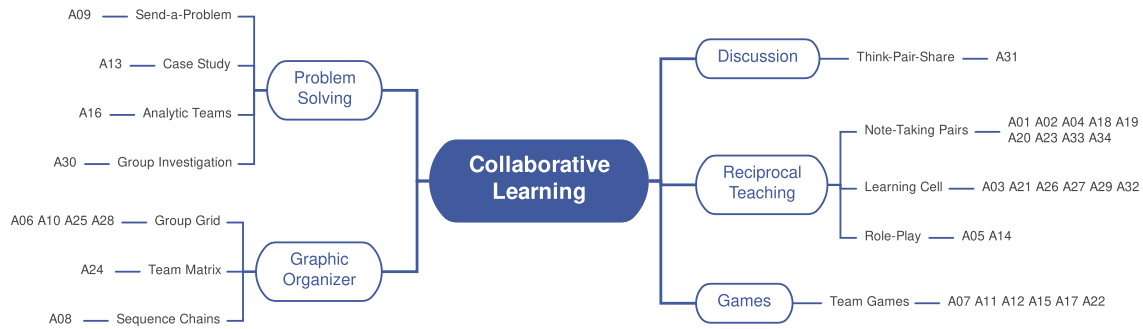 Collaborative
Learning
Problem
Solving
A09 Send-a-Problem
A13 Case Study
A16 Analytic Teams
A30 Group Investigation
Graphic
Organizer
A06 A10 A25 A28 Group Grid
A24 Team Matrix
A08 Sequence Chains
Discussion
Think-Pair-Share A31
Reciprocal
Teaching
Note-Taking Pairs A01 A02 A04 A18 A19
A20 A23 A33 A34
Learning Cell A03 A21 A26 A27 A29 A32
Role-Play A05 A14
Games
Team Games A07 A11 A12 A15 A17 A22